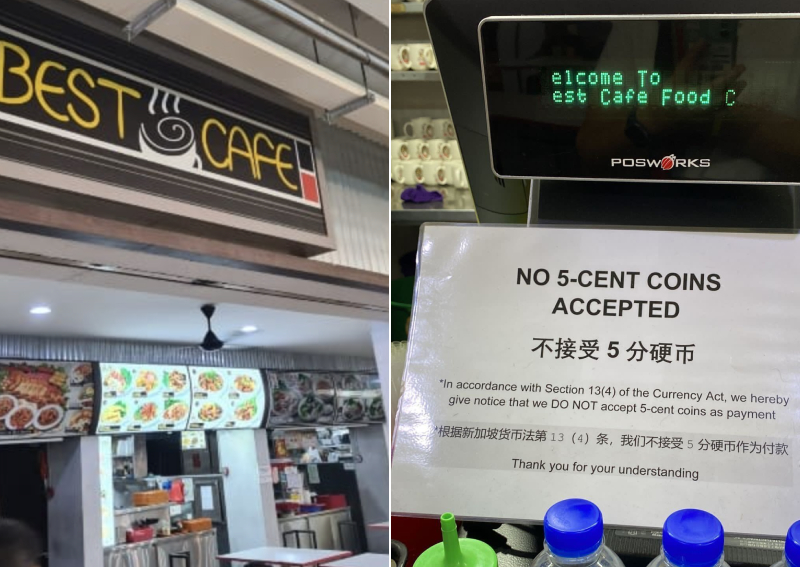 BEST CAFE
elcome To
est Cafe Food C
POSWORKS
NO 5-CENT COINS
ACCEPTED
不接受 5 分硬币
*In accordance with Section 13(4) of the Currency Act, we hereby
give notice that we DO NOT accept 5-cent coins as payment
*根据新加坡货币法第 13 (4) 条，我们不接受 5 分硬币作为付款
Thank you for your understanding